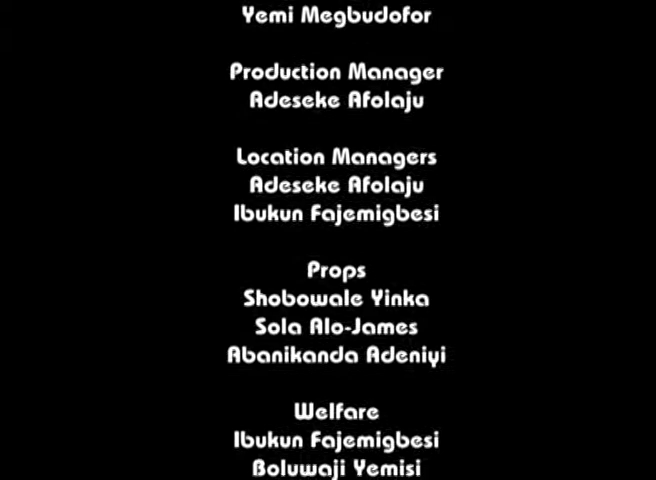 Yemi Megbudofor
Production Manager
Adeseke Afolaju
Location Managers
Adeseke Afolaju
Ibukun Fajemigbesi
Props
Shobowale Yinka
Sola Alo-James
Abanikanda Adeniyi
Welfare
Ibukun Fajemigbesi
Boluwaji Yemisi